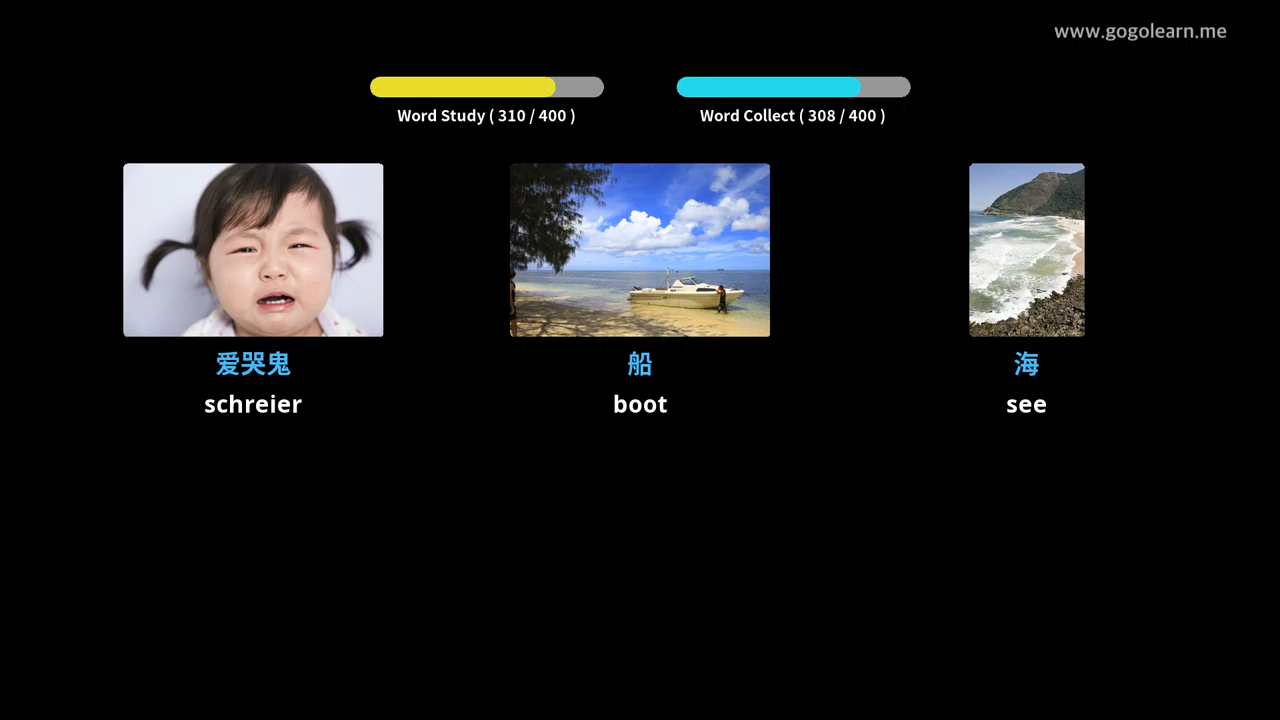 www.gogolearn.me
Word Study ( 310 / 400 )
Word Collect ( 308 / 400 )
爱哭鬼
schreier
船
boot
海
see